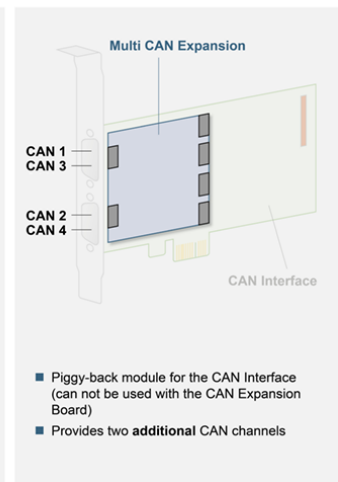 Multi CAN Expansion
CAN 1
CAN 3
CAN 2
CAN 4
CAN Interface
Piggy-back module for the CAN Interface
(can not be used with the CAN Expansion
Board)
Provides two additional CAN channels